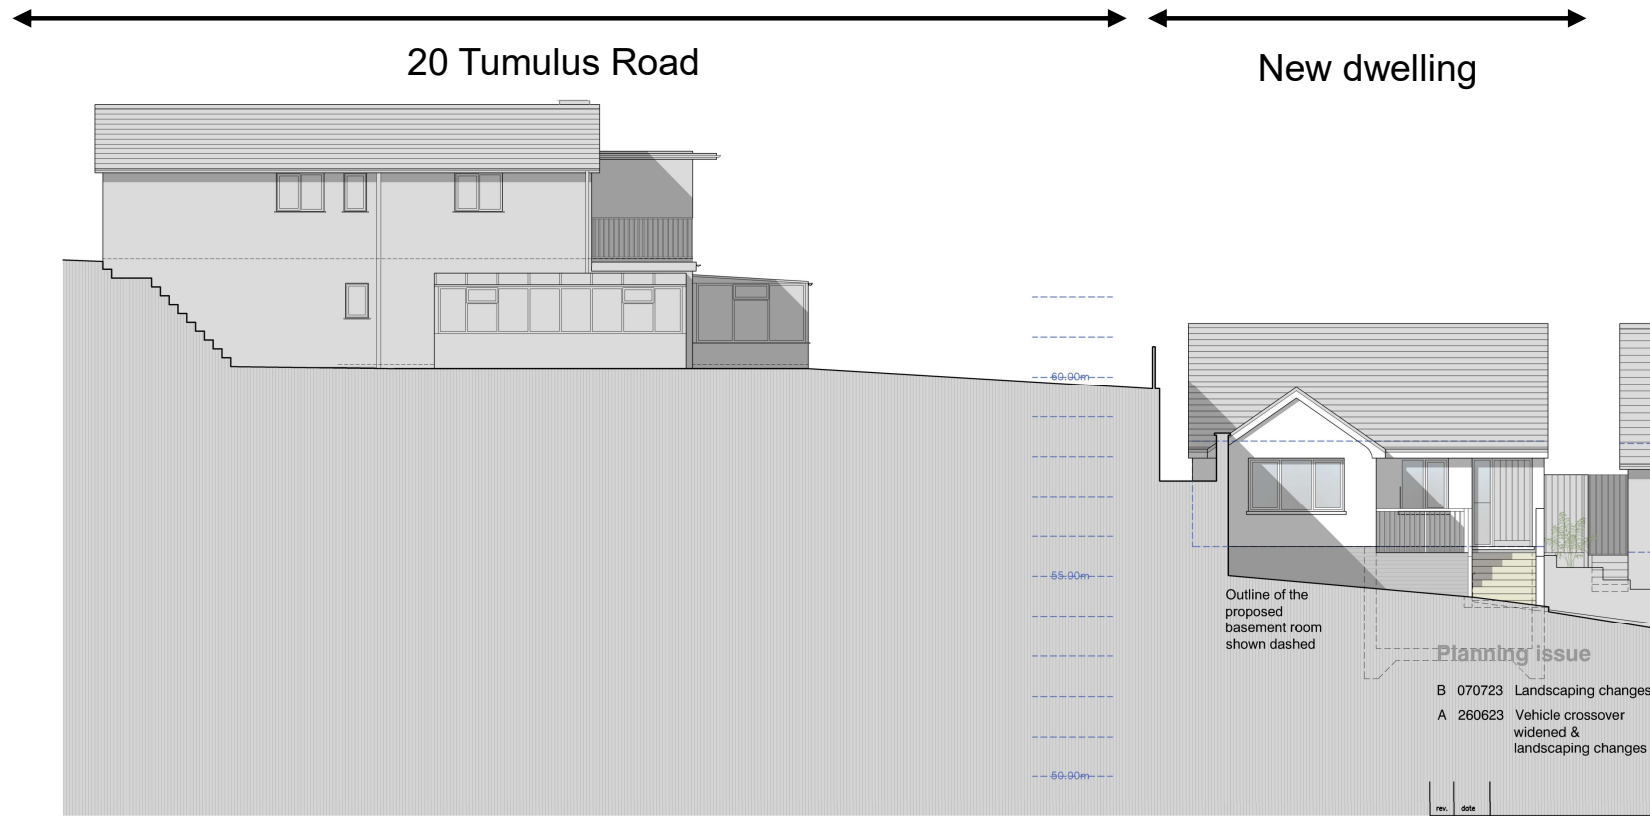 20 Tumulus Road
New dwelling
60.00m
55.00m
Outline of the
proposed
basement room
shown dashed
Planning issue
B 070723 Landscaping changes
A 260623 Vehicle crossover
widened &
landscaping changes
50.00m
rev. date